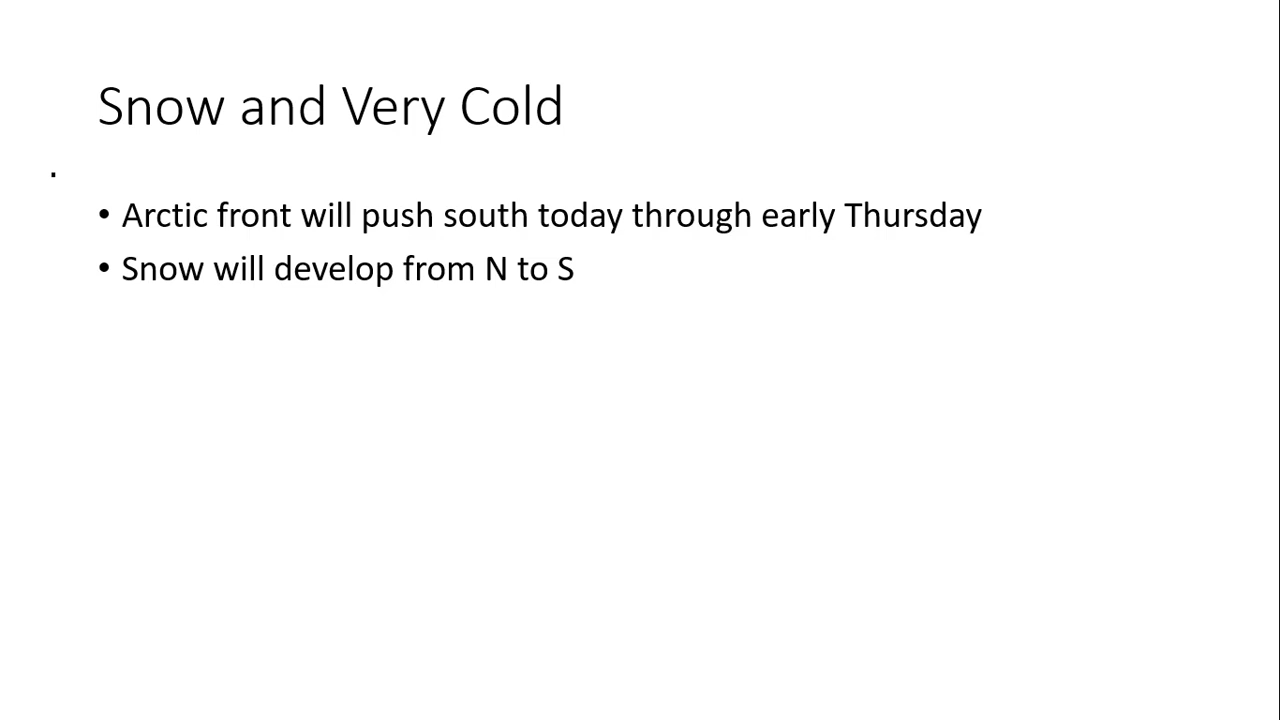 Snow and Very Cold
.
• Arctic front will push south today through early Thursday
• Snow will develop from N to S